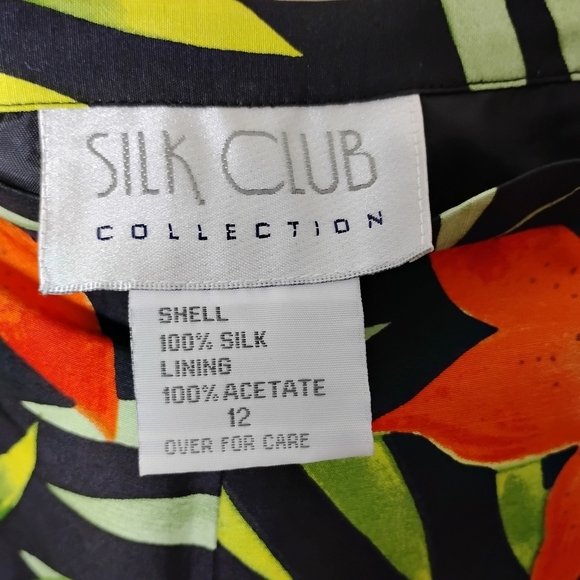 SILK CLUB
COLLECTION
SHELL
100% SILK
LINING
100% ACETATE
12
OVER FOR CARE